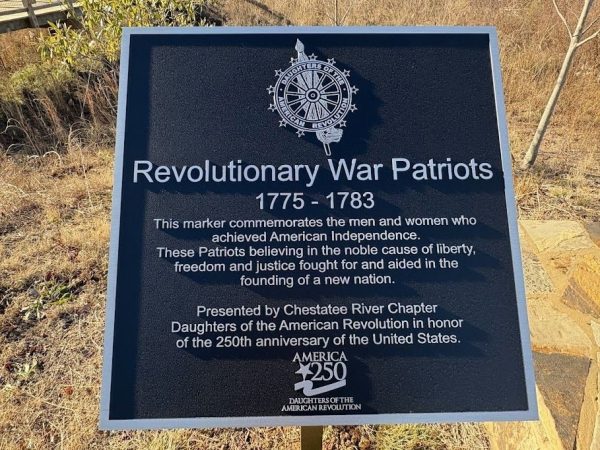 DAUGHTERS OF THE
AMERICAN REVOLUTION
Revolutionary War Patriots
1775 - 1783
This marker commemorates the men and women who
achieved American Independence.
These Patriots believing in the noble cause of liberty,
freedom and justice fought for and aided in the
founding of a new nation.
Presented by Chestatee River Chapter
Daughters of the American Revolution in honor
of the 250th anniversary of the United States.
AMERICA
250
DAUGHTERS OF THE
AMERICAN REVOLUTION